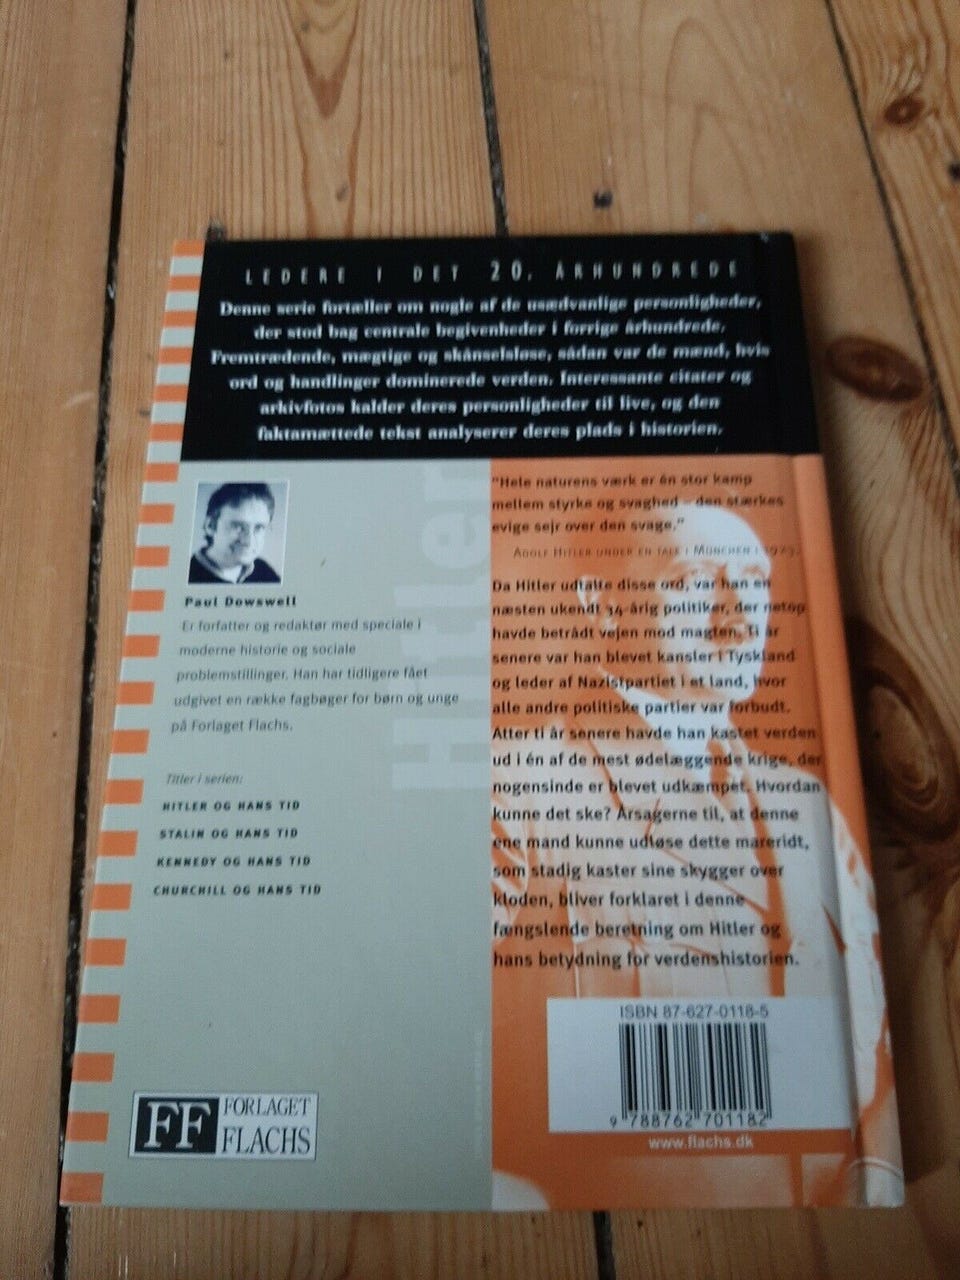 LEDERE I DET 20. ÅRHUNDREDE
Denne serie fortæller om nogle af de usædvanlige personligheder,
der stod bag centrale begivenheder i forrige århundrede.
Fremtrædende, mægtige og skånselsløse, sådan var de mænd, hvis
ord og handlinger dominerede verden. Interessante citater og
arkivfotos kalder deres personligheder til live, og den
faktamættede tekst analyserer deres plads i historien.
Hitler
Paul Dowswell
Er forfatter og redaktør med speciale i
moderne historie og sociale
problemstillinger. Han har tidligere fået
udgivet en række fagbøger for børn og unge
på Forlaget Flachs.
Titler i serien:
HITLER OG HANS TID
STALIN OG HANS TID
KENNEDY OG HANS TID
CHURCHILL OG HANS TID
FF FORLAGET
FLACHS
"Hele naturens værk er én stor kamp
mellem styrke og svaghed – den stærkes
evige sejr over den svage."
ADOLF HITLER UNDER EN TALE I MÜNCHEN I 1923.
Da Hitler udtalte disse ord, var han en
næsten ukendt 34-årig politiker, der netop
havde betrådt vejen mod magten. Ti år
senere var han blevet kansler i Tyskland
og leder af Nazistpartiet i et land, hvor
alle andre politiske partier var forbudt.
Atter ti år senere havde han kastet verden
ud i én af de mest ødelæggende krige, der
nogensinde er blevet udkæmpet. Hvordan
kunne det ske? Årsagerne til, at denne
ene mand kunne udløse dette mareridt,
som stadig kaster sine skygger over
kloden, bliver forklaret i denne
fængslende beretning om Hitler og
hans betydning for verdenshistorien.
ISBN 87-627-0118-5
9 788762 701182
www.flachs.dk